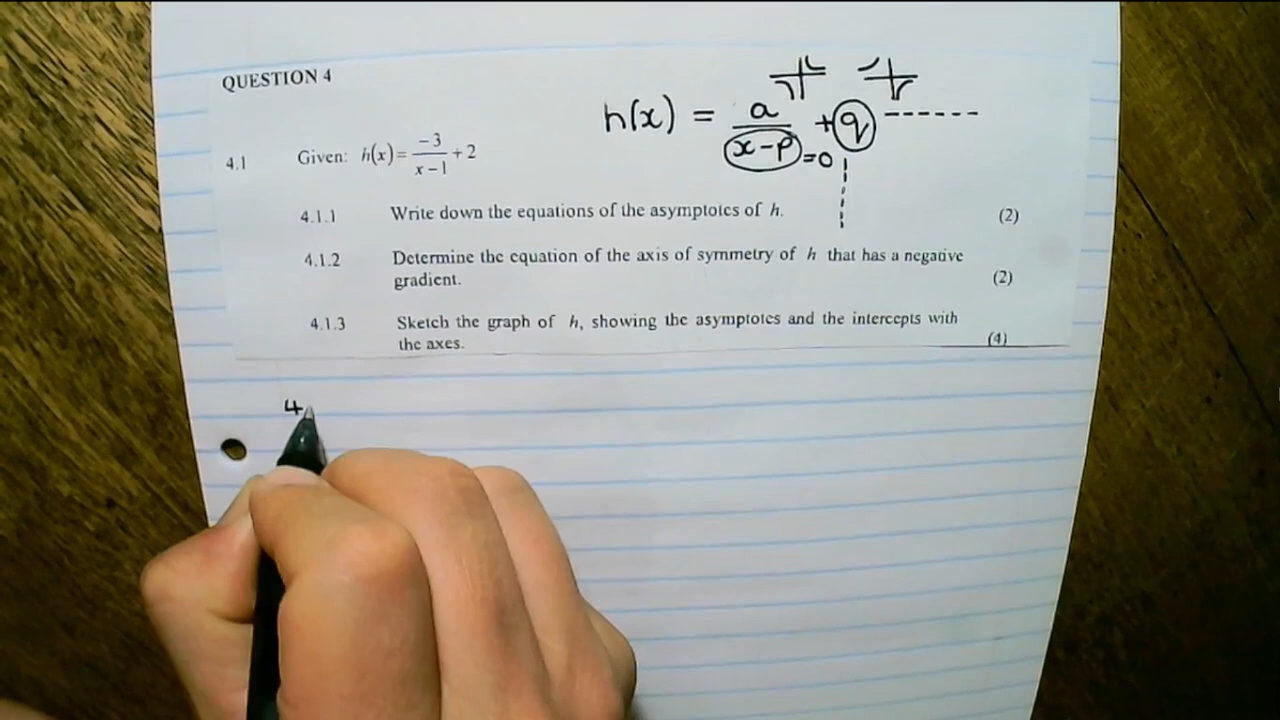 QUESTION 4
h(x) = a/(x-p) + q
=0
4.1 Given: h(x) = -3/(x-1) + 2
4.1.1 Write down the equations of the asymptotes of h. (2)
4.1.2 Determine the equation of the axis of symmetry of h that has a negative
gradient. (2)
4.1.3 Sketch the graph of h, showing the asymptotes and the intercepts with
the axes. (4)
4